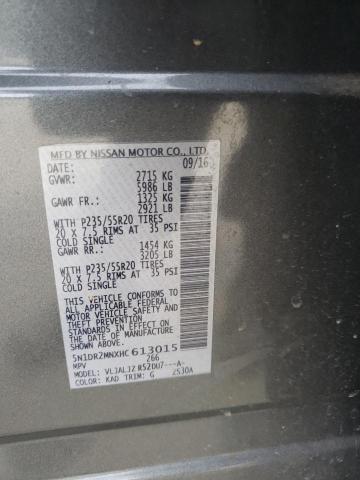 MFD BY NISSAN MOTOR CO., LTD.
DATE: 09/16
GVWR: 2715 KG
5986 LB
GAWR FR.: 1325 KG
2921 LB
WITH P235/55R20 TIRES
20 x 7.5 RIMS AT 35 PSI
COLD SINGLE
GAWR RR.: 1454 KG
3205 LB
WITH P235/55R20 TIRES
20 x 7.5 RIMS AT 35 PSI
COLD SINGLE
THIS VEHICLE CONFORMS TO
ALL APPLICABLE FEDERAL
MOTOR VEHICLE SAFETY AND
THEFT PREVENTION
STANDARDS IN EFFECT ON
THE DATE OF MANUFACTURE
SHOWN ABOVE.
5N1DR2MNXHC613015
MPV 266
MODEL: VLJALJZ R52DU7---A-
COLOR: KAD TRIM: G